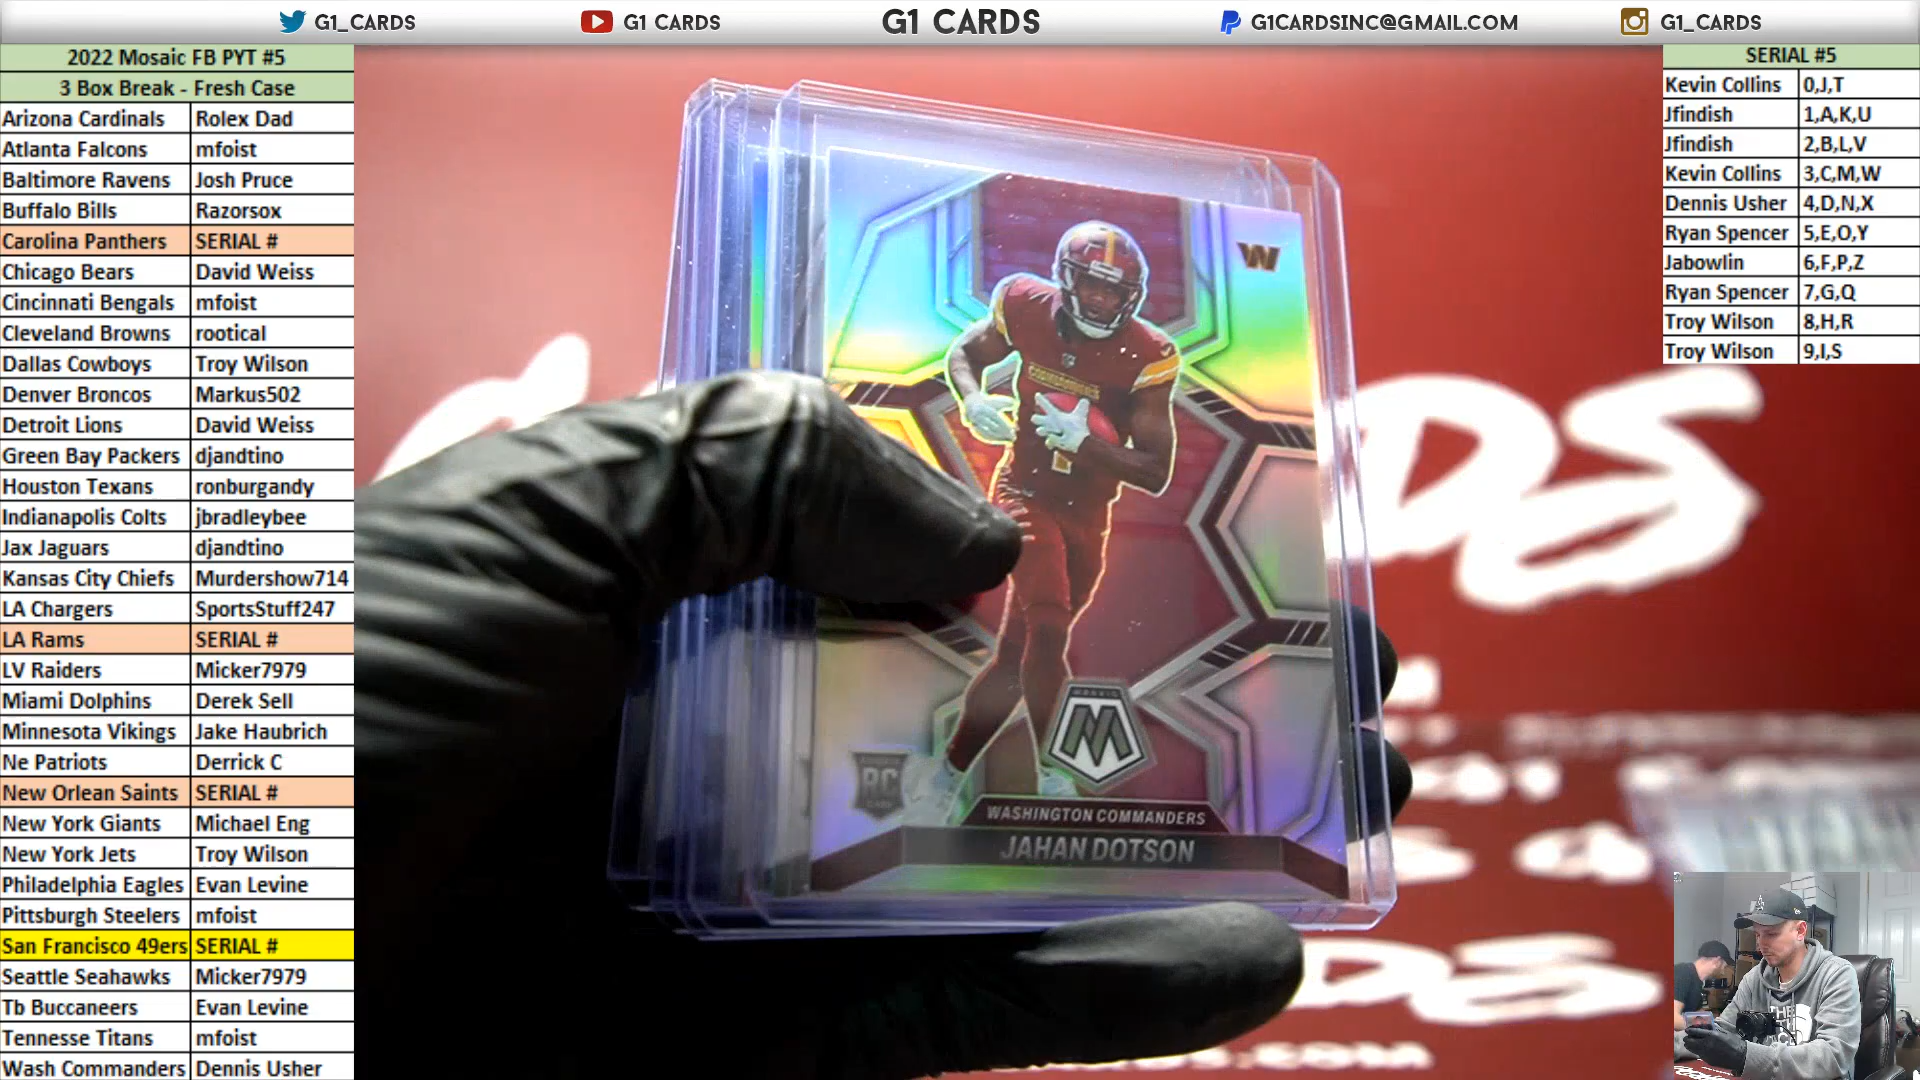 G1_CARDS
G1 CARDS
G1 CARDS
G1CARDSINC@GMAIL.COM
G1_CARDS
2022 Mosaic FB PYT #5
3 Box Break - Fresh Case
Arizona Cardinals Rolex Dad
Atlanta Falcons mfoist
Baltimore Ravens Josh Pruce
Buffalo Bills Razorsox
Carolina Panthers SERIAL #
Chicago Bears David Weiss
Cincinnati Bengals mfoist
Cleveland Browns rootical
Dallas Cowboys Troy Wilson
Denver Broncos Markus502
Detroit Lions David Weiss
Green Bay Packers djandtino
Houston Texans ronburgandy
Indianapolis Colts jbradleybee
Jax Jaguars djandtino
Kansas City Chiefs Murdershow714
LA Chargers SportsStuff247
LA Rams SERIAL #
LV Raiders Micker7979
Miami Dolphins Derek Sell
Minnesota Vikings Jake Haubrich
Ne Patriots Derrick C
New Orlean Saints SERIAL #
New York Giants Michael Eng
New York Jets Troy Wilson
Philadelphia Eagles Evan Levine
Pittsburgh Steelers mfoist
San Francisco 49ers SERIAL #
Seattle Seahawks Micker7979
Tb Buccaneers Evan Levine
Tennesse Titans mfoist
Wash Commanders Dennis Usher
SERIAL #5
Kevin Collins 0,J,T
Jfindish 1,A,K,U
Jfindish 2,B,L,V
Kevin Collins 3,C,M,W
Dennis Usher 4,D,N,X
Ryan Spencer 5,E,O,Y
Jabowlin 6,F,P,Z
Ryan Spencer 7,G,Q
Troy Wilson 8,H,R
Troy Wilson 9,I,S
W
COMMANDERS
MOSAIC
M
RC
WASHINGTON COMMANDERS
JAHAN DOTSON